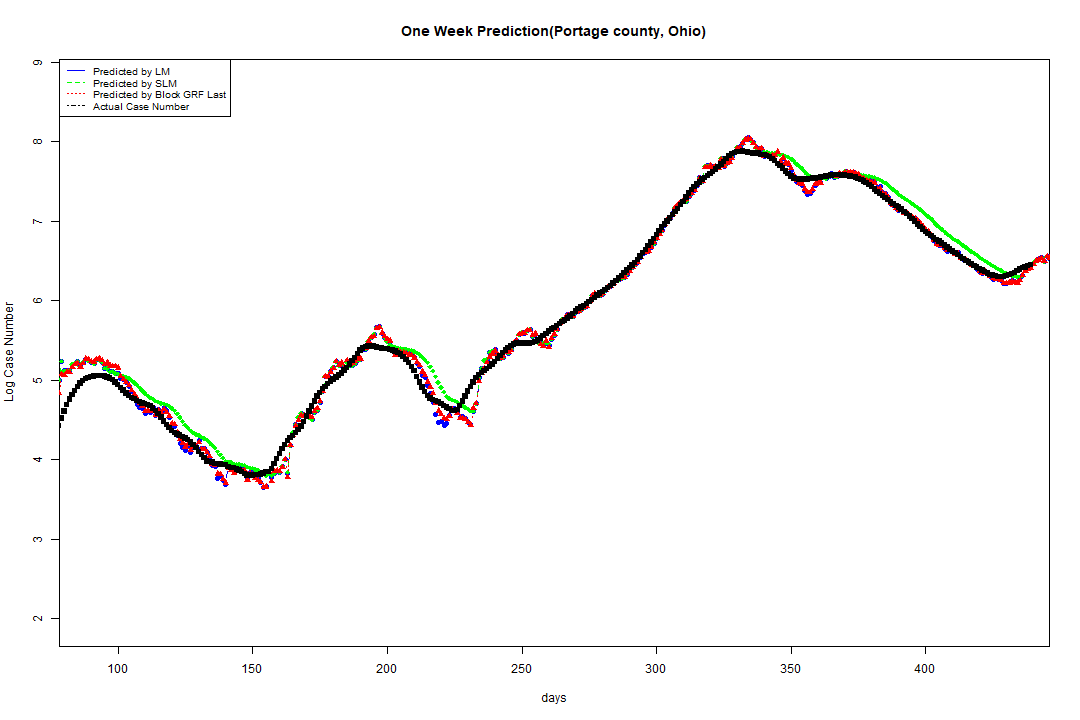 One Week Prediction(Portage county, Ohio)
Predicted by LM
Predicted by SLM
Predicted by Block GRF Last
Actual Case Number
9
8
7
6
5
4
3
2
Log Case Number
100 150 200 250 300 350 400
days